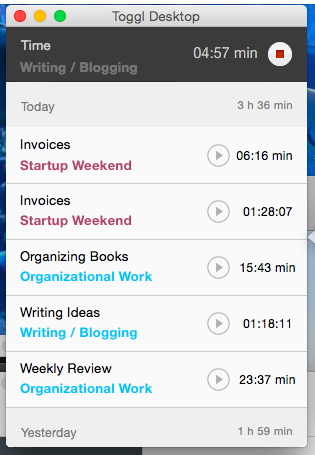 Toggl Desktop
Time 04:57 min
Writing / Blogging
Today 3 h 36 min
Invoices
Startup Weekend 06:16 min
Invoices
Startup Weekend 01:28:07
Organizing Books
Organizational Work 15:43 min
Writing Ideas
Writing / Blogging 01:18:11
Weekly Review
Organizational Work 23:37 min
Yesterday 1 h 59 min